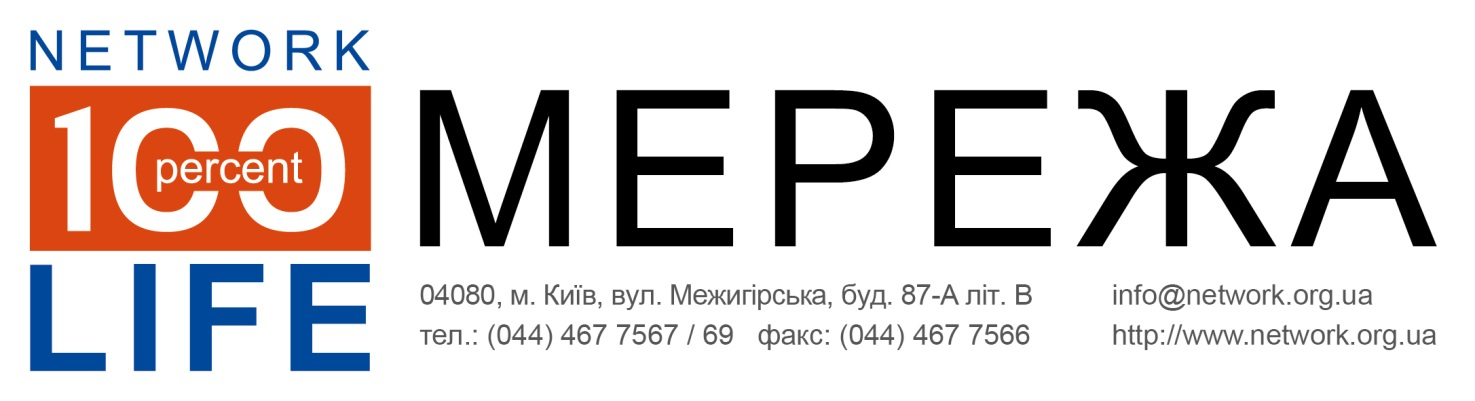 NETWORK
100
percent
LIFE
МЕРЕЖА
04080, м. Київ, вул. Межигірська, буд. 87-А літ. В
тел.: (044) 467 7567 / 69 факс: (044) 467 7566
info@network.org.ua
http://www.network.org.ua